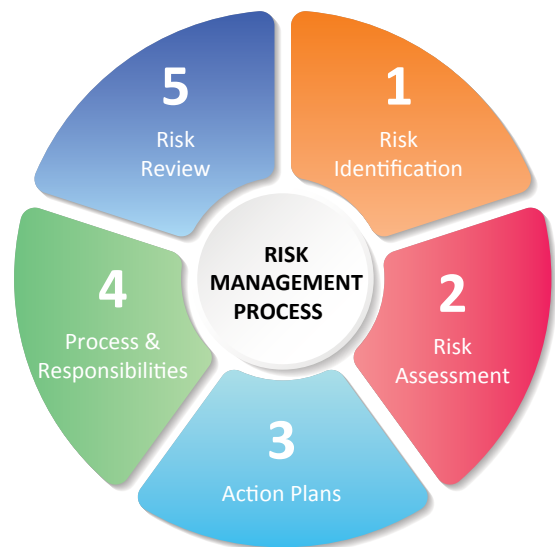 RISK
MANAGEMENT
PROCESS
1
Risk
Identification
2
Risk
Assessment
3
Action Plans
4
Process &
Responsibilities
5
Risk
Review